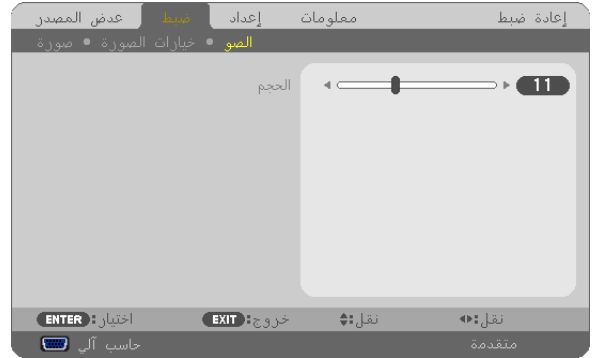 عدض المصدر ضبط إعداد معلومات إعادة ضبط
صورة • خيارات الصورة • الصو
الحجم 11
ENTER:اختيار EXIT:خروج نقل: نقل:
حاسب آلي متقدمة